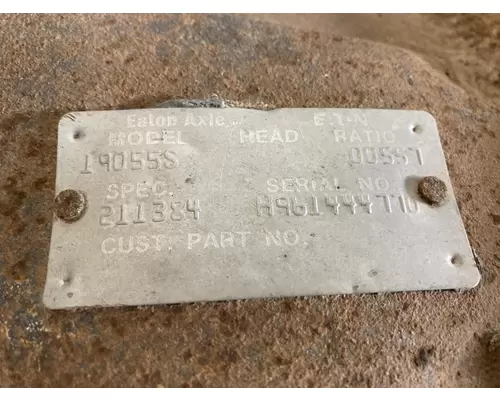 Eaton Axle E.T.N.
MODEL HEAD RATIO
19055S
SPEC. SERIAL NO.
211384
CUST. PART NO.